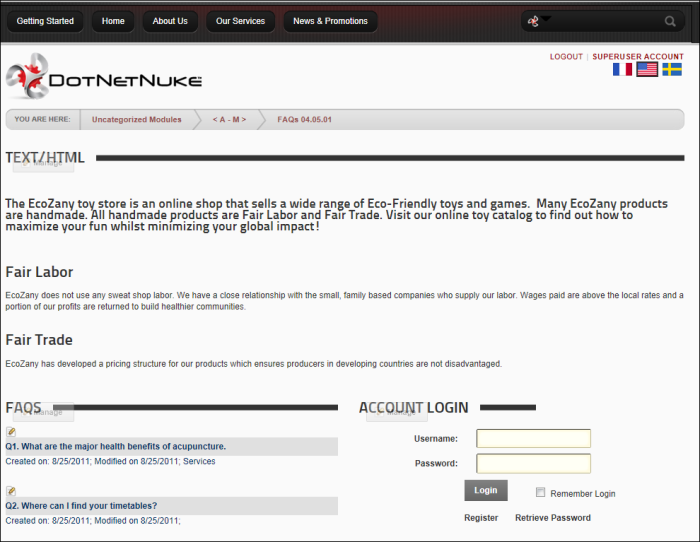 Getting Started Home About Us Our Services News & Promotions
LOGOUT | SUPERUSER ACCOUNT
DOTNETNUKE
YOU ARE HERE: Uncategorized Modules < A - M > FAQs 04.05.01
TEXT/HTML
Manage
The EcoZany toy store is an online shop that sells a wide range of Eco-Friendly toys and games. Many EcoZany products
are handmade. All handmade products are Fair Labor and Fair Trade. Visit our online toy catalog to find out how to
maximize your fun whilst minimizing your global impact!
Fair Labor
EcoZany does not use any sweat shop labor. We have a close relationship with the small, family based companies who supply our labor. Wages paid are above the local rates and a
portion of our profits are returned to build healthier communities.
Fair Trade
EcoZany has developed a pricing structure for our products which ensures producers in developing countries are not disadvantaged.
FAQS
Manage
Q1. What are the major health benefits of acupuncture.
Created on: 8/25/2011; Modified on 8/25/2011; Services
Q2. Where can I find your timetables?
Created on: 8/25/2011; Modified on 8/25/2011;
ACCOUNT LOGIN
Manage
Username:
Password:
Login Remember Login
Register Retrieve Password